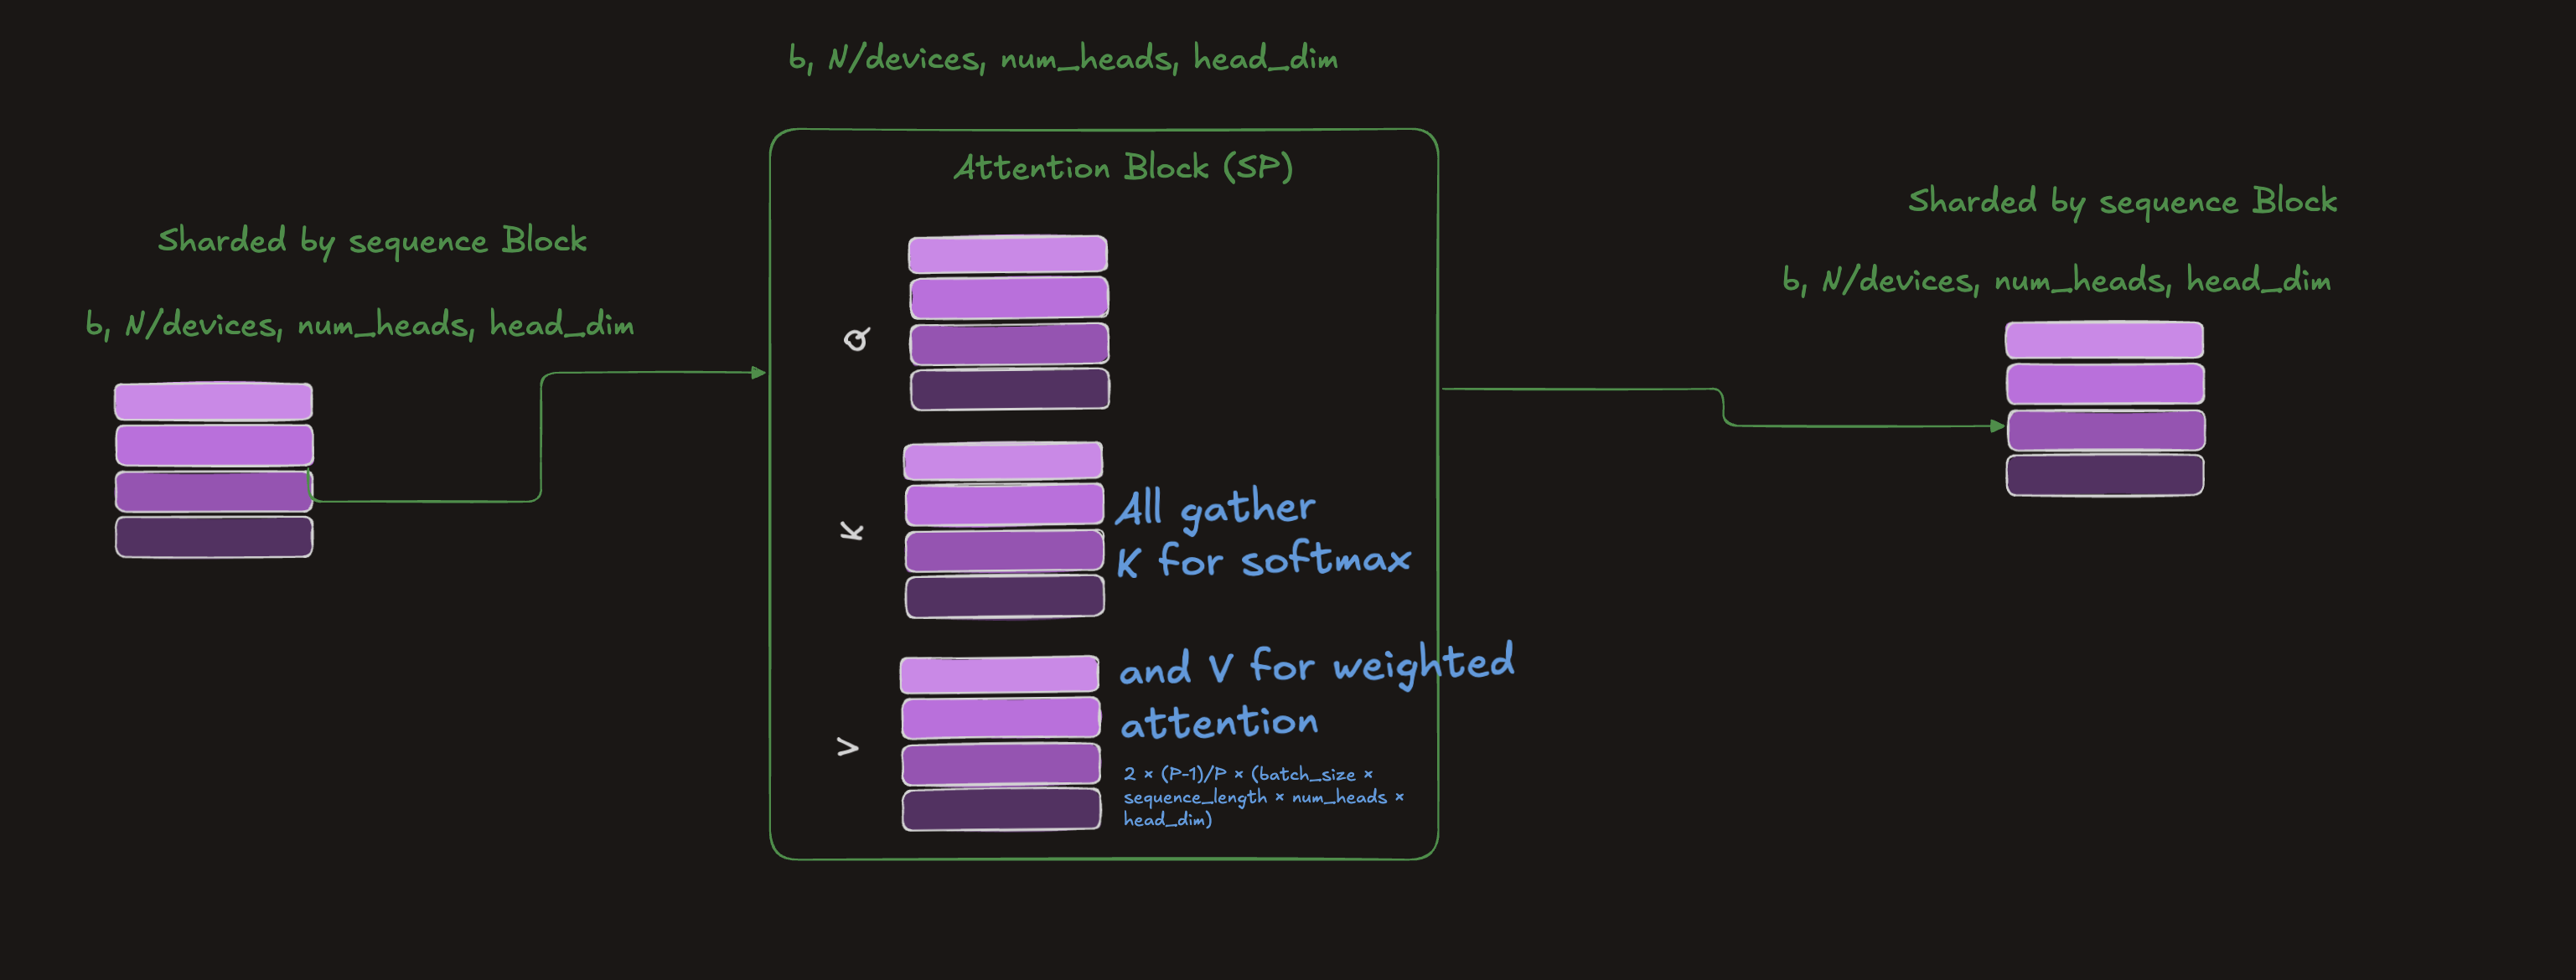 b, N/devices, num_heads, head_dim
Attention Block (SP)
Sharded by sequence Block
b, N/devices, num_heads, head_dim
Q
K
All gather
K for softmax
V
and V for weighted
attention
2 × (P-1)/P × (batch_size ×
sequence_length × num_heads ×
head_dim)
Sharded by sequence Block
b, N/devices, num_heads, head_dim